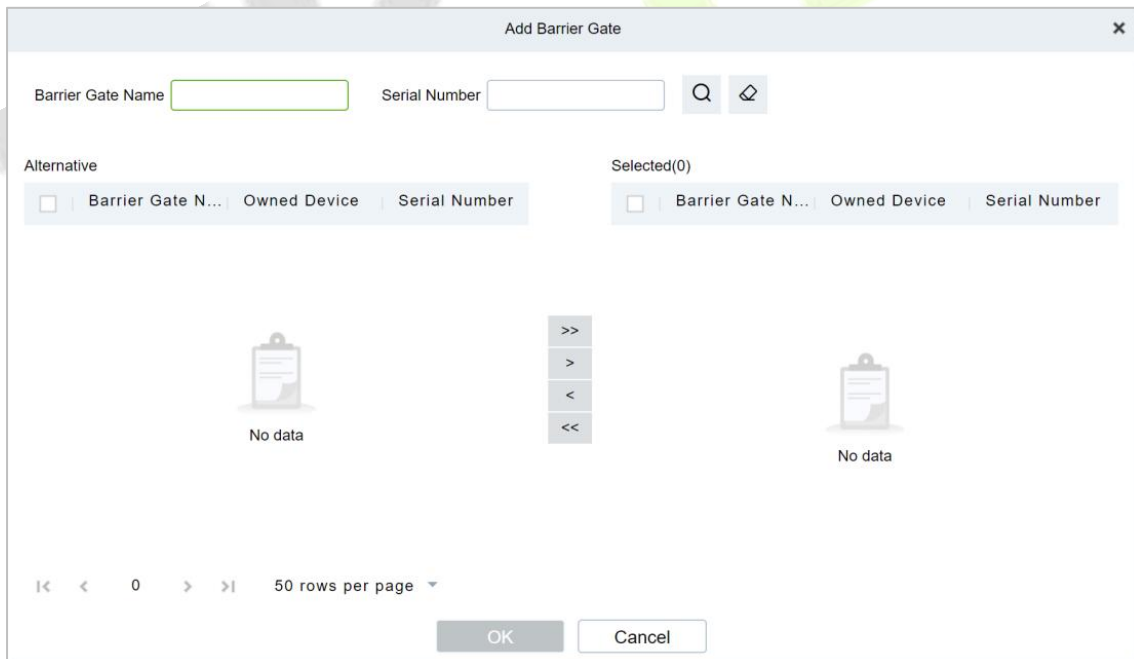 Add Barrier Gate ×
Barrier Gate Name Serial Number
Alternative Selected(0)
Barrier Gate N... Owned Device Serial Number Barrier Gate N... Owned Device Serial Number
>>
>
<
<<
No data
No data
|< < 0 > >| 50 rows per page
OK Cancel